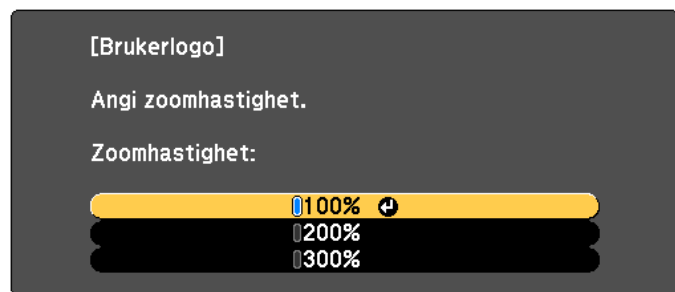 [Brukerlogo]
Angi zoomhastighet.
Zoomhastighet:
100%
200%
300%